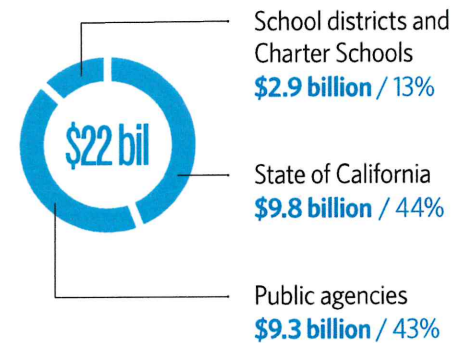 $22 bil
School districts and
Charter Schools
$2.9 billion / 13%
State of California
$9.8 billion / 44%
Public agencies
$9.3 billion / 43%